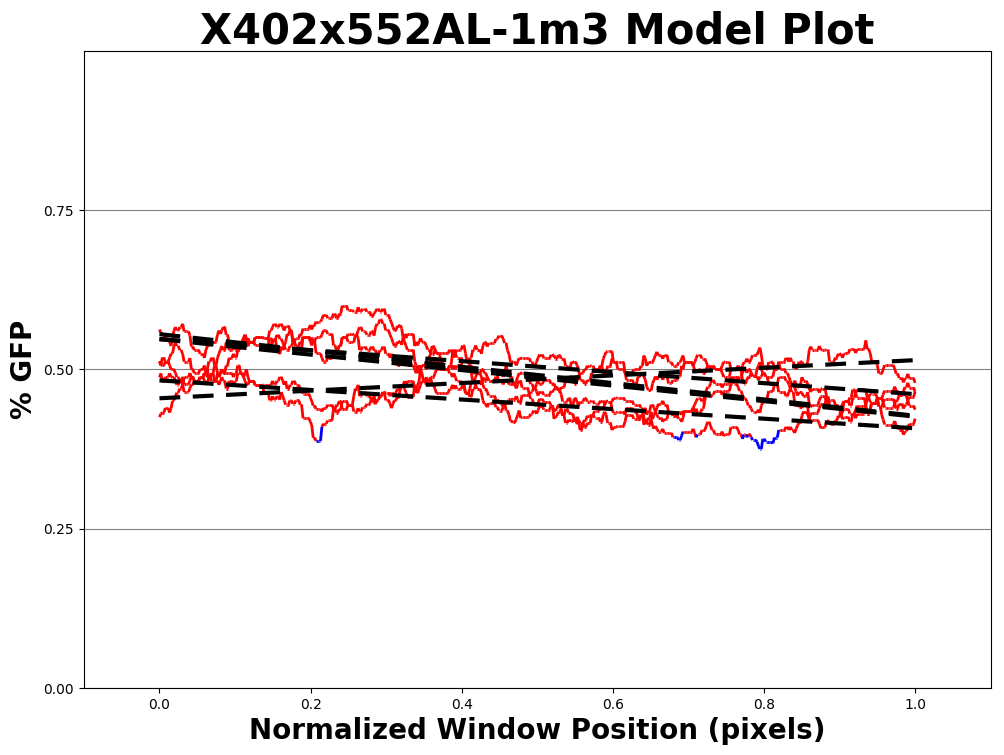 X402x552AL-1m3 Model Plot
% GFP
0.75
0.50
0.25
0.00
0.0 0.2 0.4 0.6 0.8 1.0
Normalized Window Position (pixels)